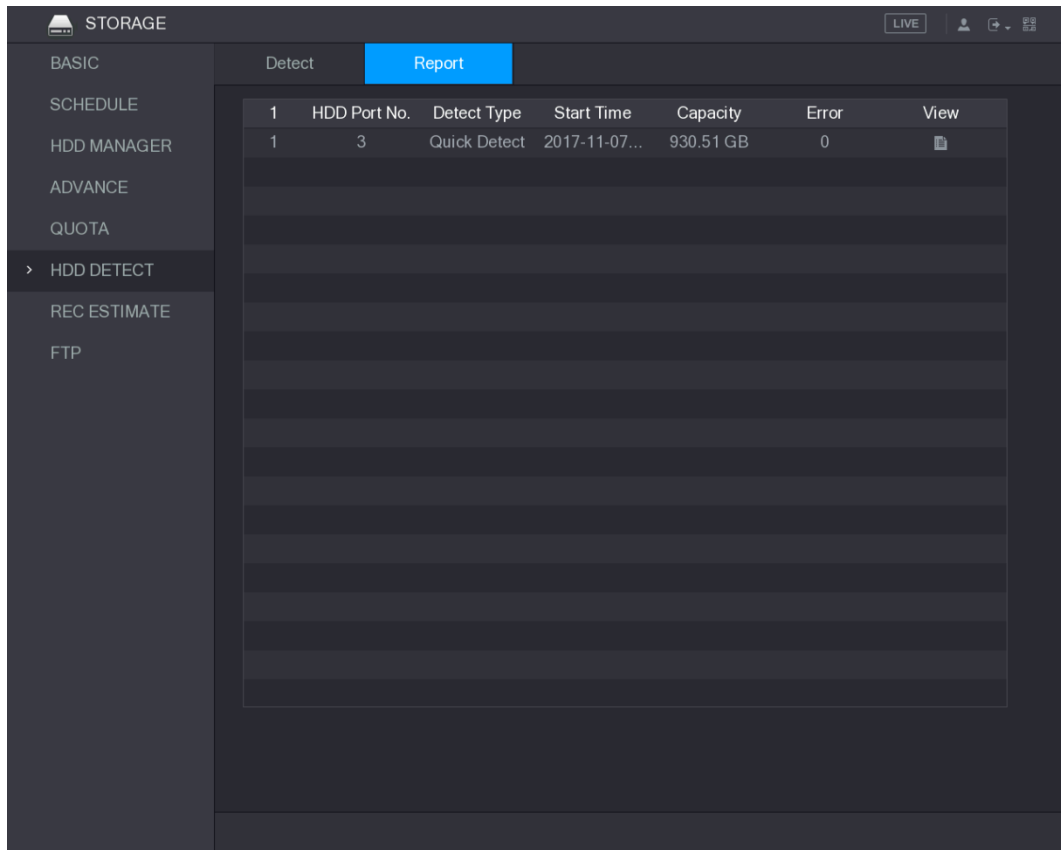 STORAGE LIVE
BASIC
SCHEDULE
HDD MANAGER
ADVANCE
QUOTA
> HDD DETECT
REC ESTIMATE
FTP
Detect Report
1 HDD Port No. Detect Type Start Time Capacity Error View
1 3 Quick Detect 2017-11-07... 930.51 GB 0